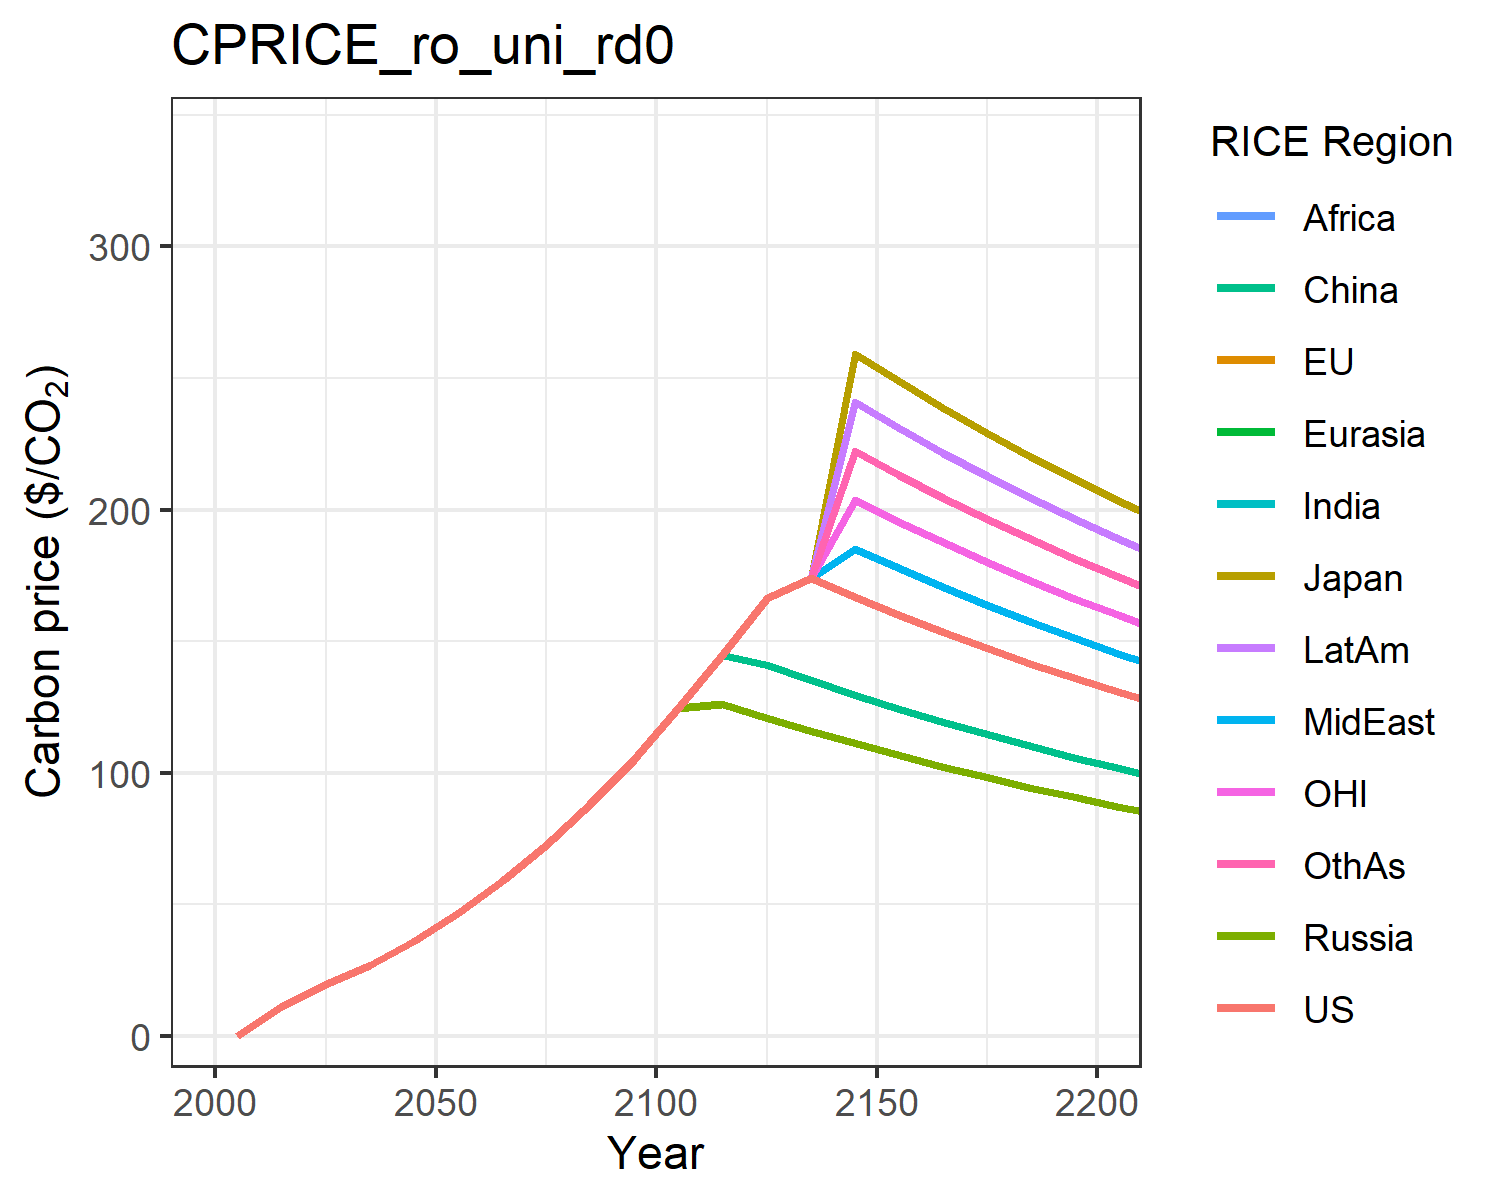 CPRICE_ro_uni_rd0
Carbon price ($/CO₂)
300
200
100
0
2000 2050 2100 2150 2200
Year
RICE Region
Africa
China
EU
Eurasia
India
Japan
LatAm
MidEast
OHI
OthAs
Russia
US